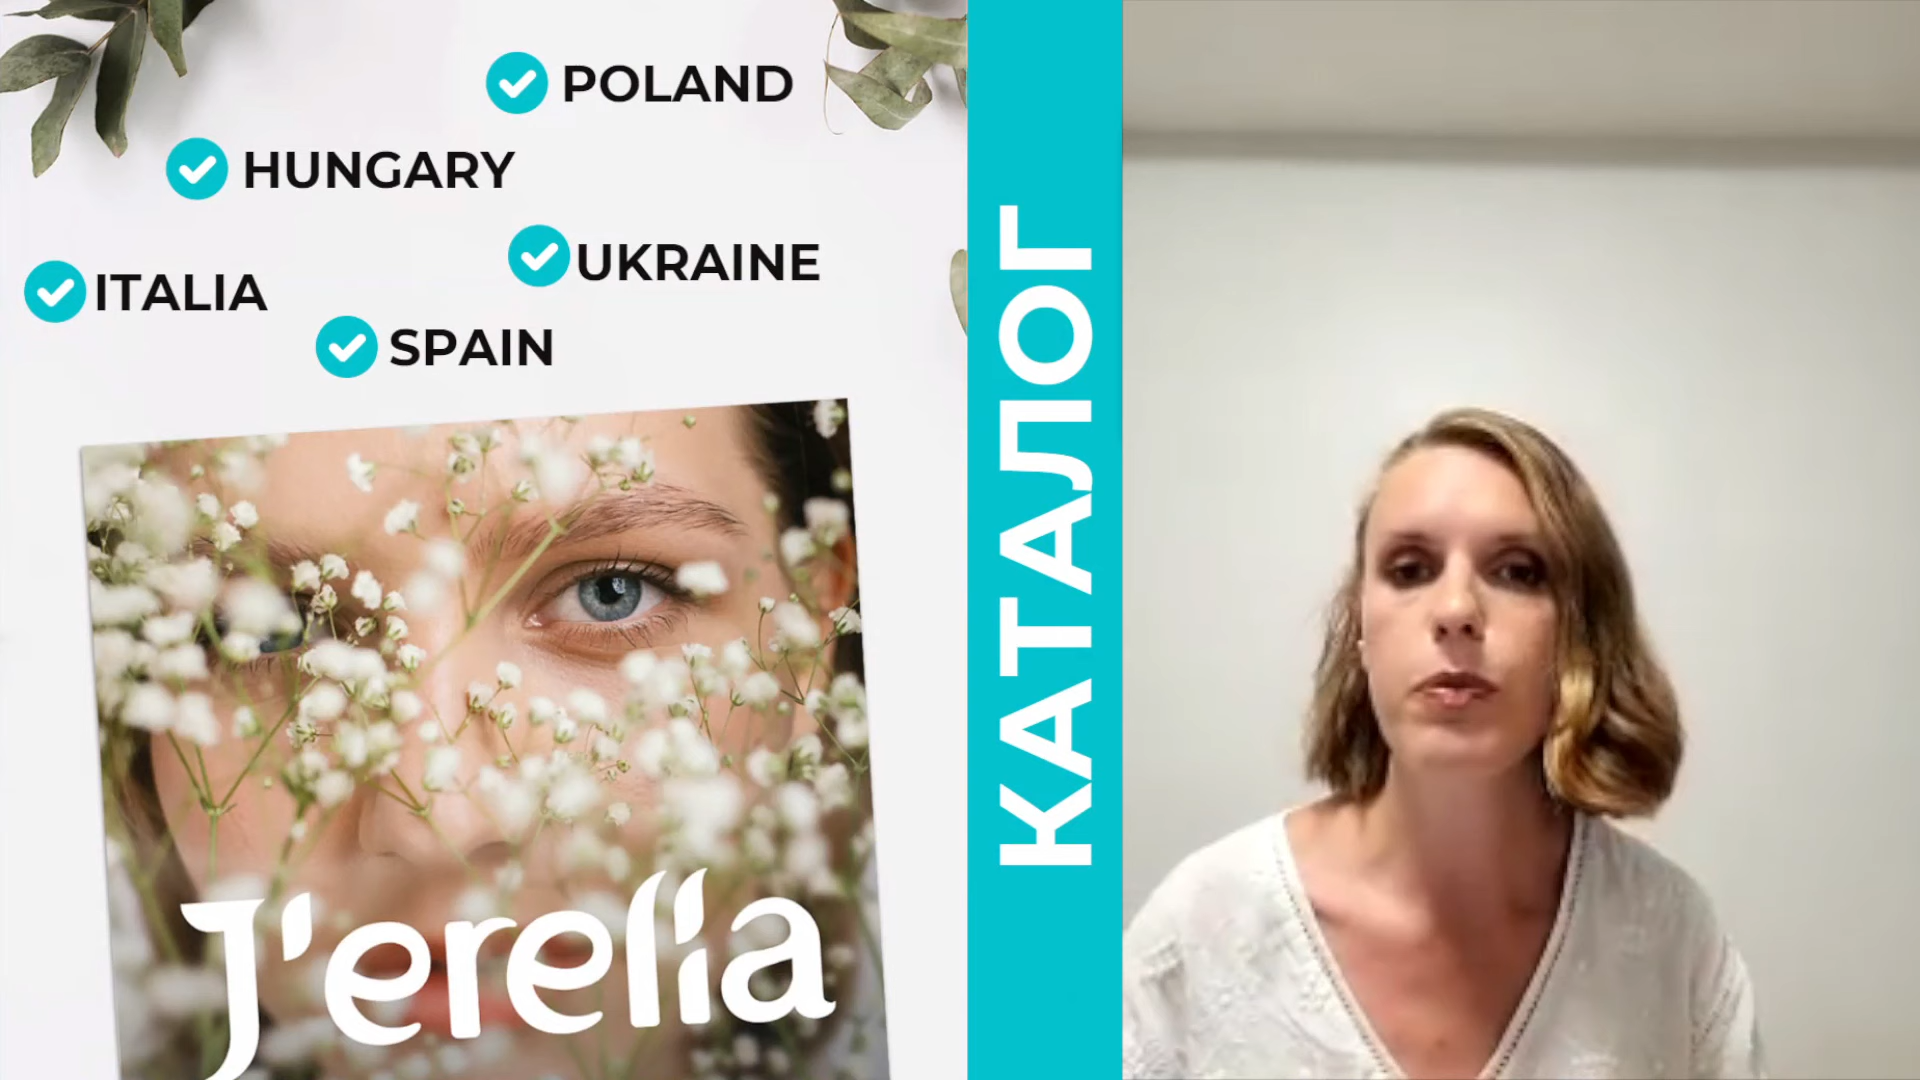 POLAND
HUNGARY
UKRAINE
ITALIA
SPAIN
J'erelia
КАТАЛОГ